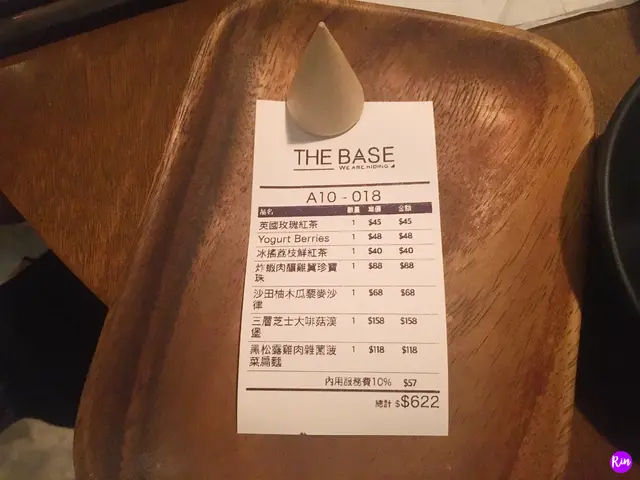 THE BASE
WE ARE HIDING
A10 - 018
品名 數量 單價 金額
英國玫瑰紅茶 1 $45 $45
Yogurt Berries 1 $48 $48
冰搖荔枝鮮紅茶 1 $40 $40
炸蝦肉釀雞翼珍寶 1 $88 $88
珠
沙田柚木瓜藜麥沙 1 $68 $68
律
三層芝士大啡菇漢 1 $158 $158
堡
黑松露雞肉雜菌菠 1 $118 $118
菜扁麵
內用服務費10% $57
總計 $$622
Rin